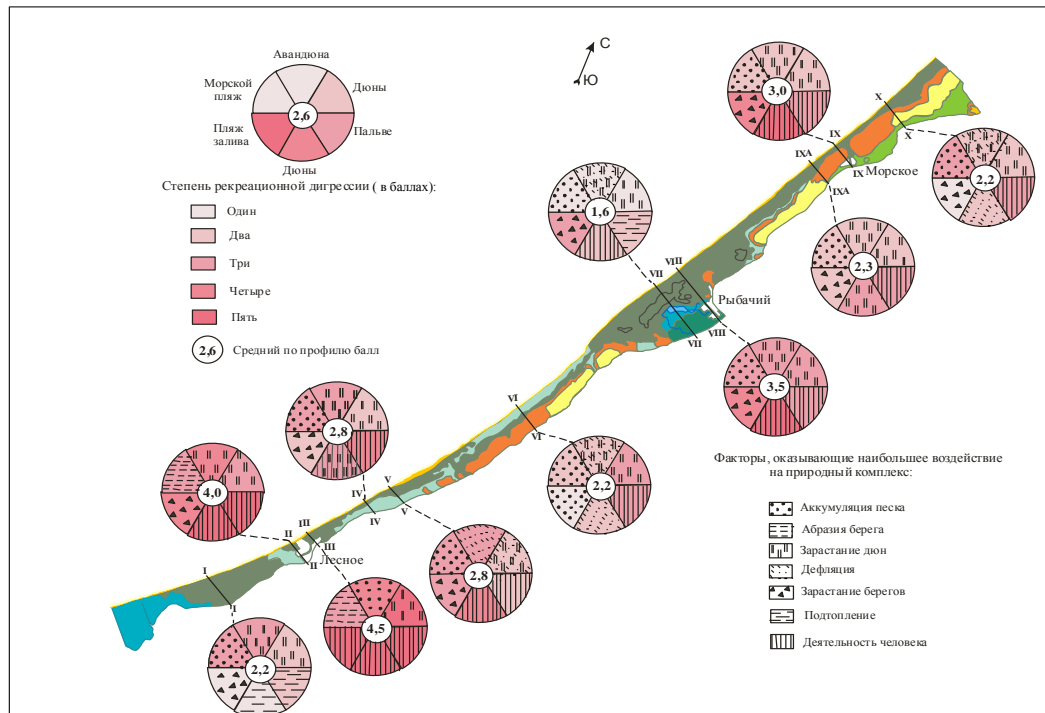 Авандюна
Морской
пляж
Дюны
2,6
Пляж
залива
Пальве
Дюны
Степень рекреационной дигрессии ( в баллах):
Один
Два
Три
Четыре
Пять
2,6 Средний по профилю балл
С
Ю
3,0
X
IX
X
IXA
IX Морское
IXA
2,2
1,6
2,3
VIII
VII
Рыбачий
VIII
VII
3,5
VI
VI
2,8
2,2
4,0
V
IV
V
IV
III
II
III
Лесное
II
2,8
I
I
4,5
2,2
Факторы, оказывающие наибольшее воздействие
на природный комплекс:
Аккумуляция песка
Абразия берега
Зарастание дюн
Дефляция
Зарастание берегов
Подтопление
Деятельность человека